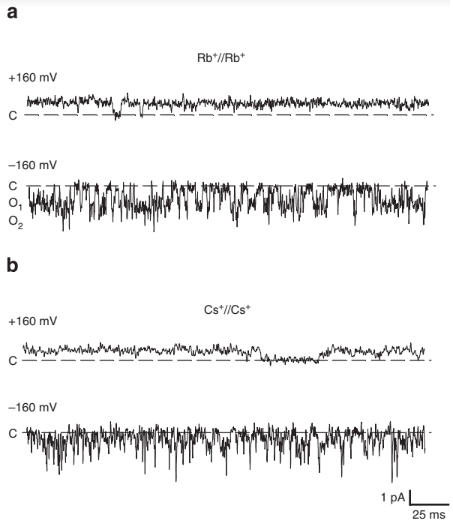 a
Rb⁺//Rb⁺
+160 mV
C
–160 mV
C
O₁
O₂
b
Cs⁺//Cs⁺
+160 mV
C
–160 mV
C
1 pA
25 ms